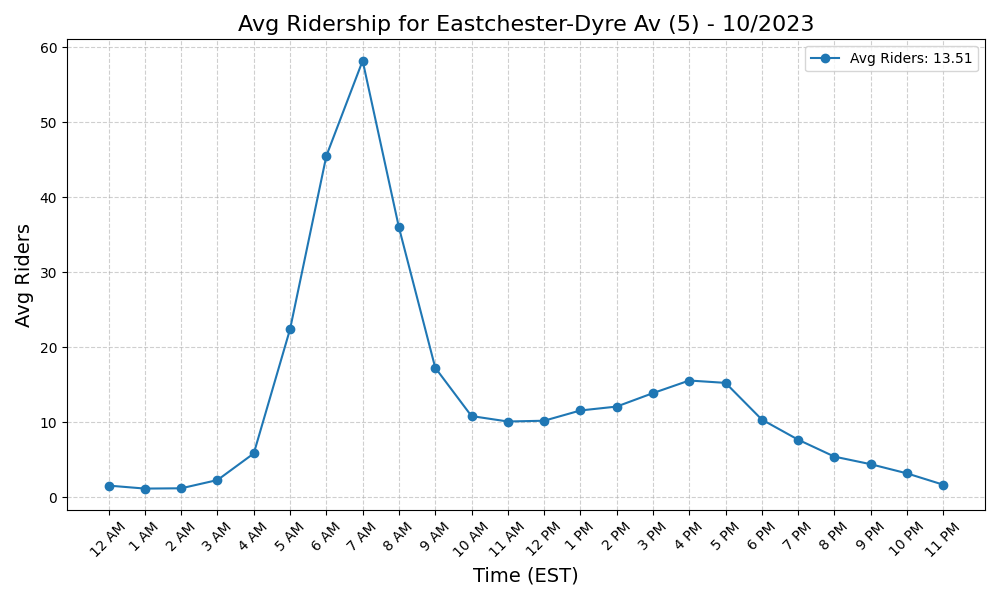 Avg Ridership for Eastchester-Dyre Av (5) - 10/2023
Avg Riders: 13.51
Avg Riders
60
50
40
30
20
10
0
12 AM
1 AM
2 AM
3 AM
4 AM
5 AM
6 AM
7 AM
8 AM
9 AM
10 AM
11 AM
12 PM
1 PM
2 PM
3 PM
4 PM
5 PM
6 PM
7 PM
8 PM
9 PM
10 PM
11 PM
Time (EST)